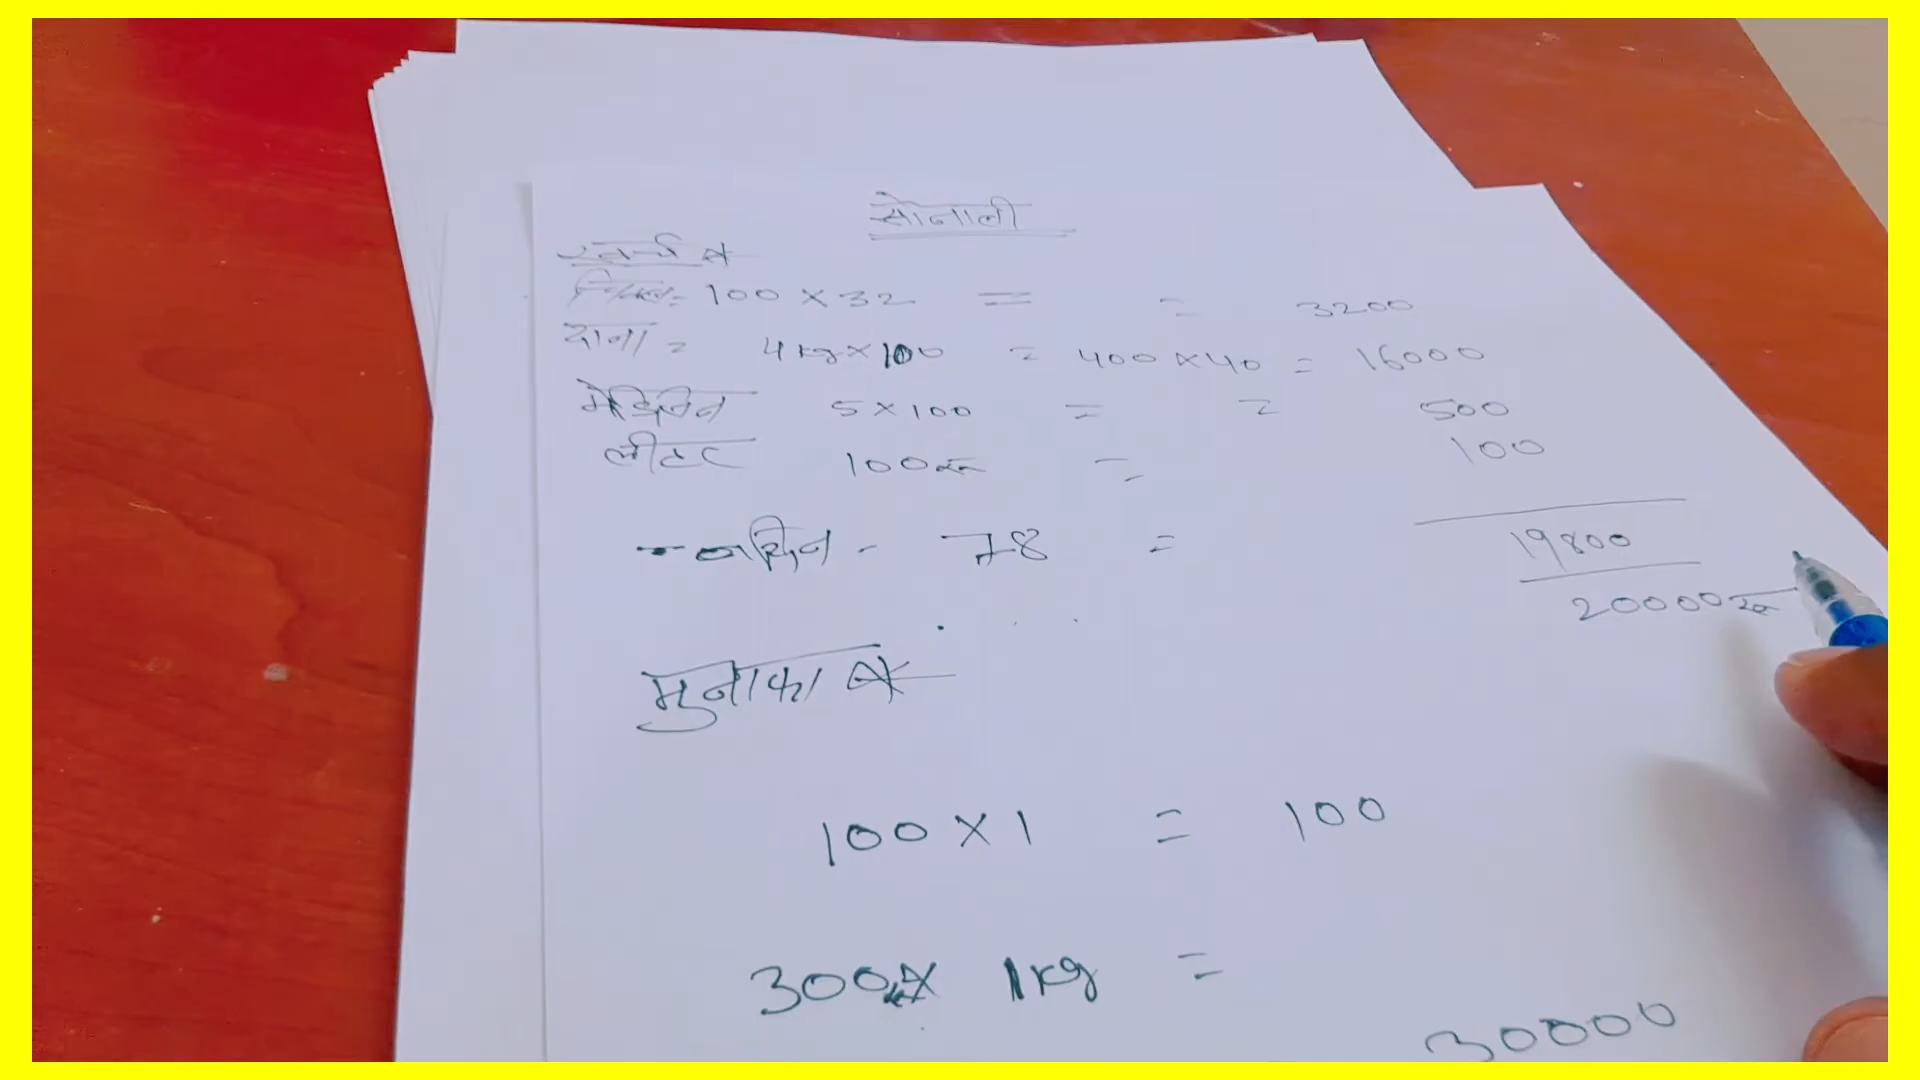 सोनाली
खर्चा
चिक्स = 100 × 32 = = 3200
दाना = 4 kg × 100 = 400 × 40 = 16000
मेडिसिन 5 × 100 = = 500
लीटर 100 रु = 100
दिन - 78 = 19800
20000 रु
मुनाफा
100 × 1 = 100
300 × 1 kg =
30000